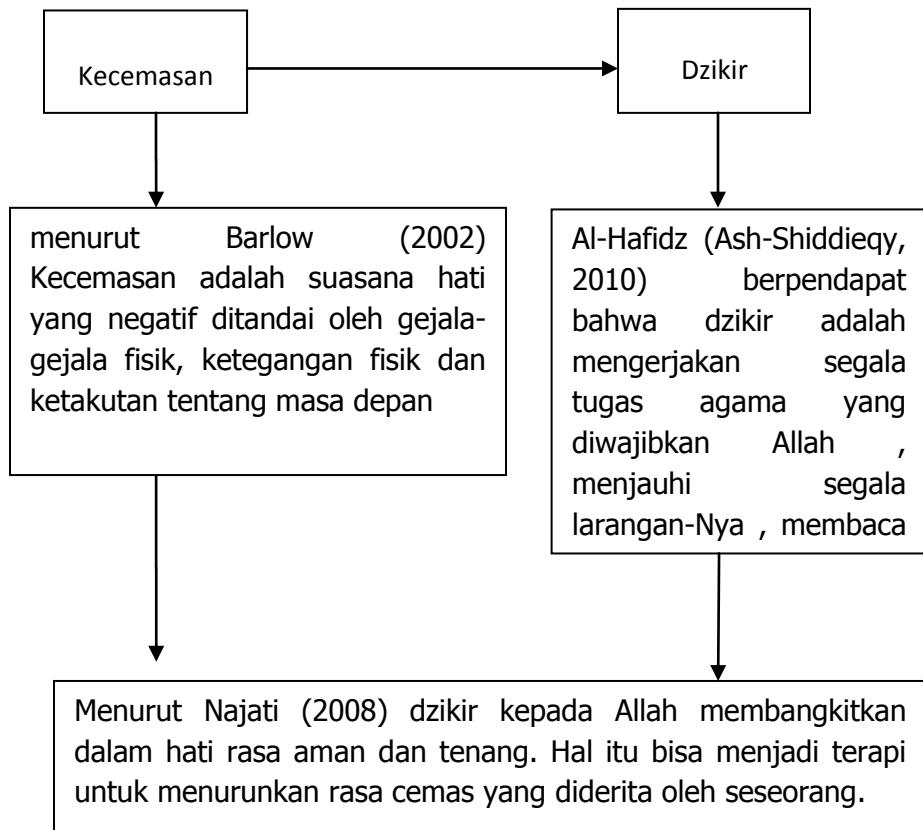 Kecemasan
Dzikir
menurut Barlow (2002)
Kecemasan adalah suasana hati
yang negatif ditandai oleh gejala-
gejala fisik, ketegangan fisik dan
ketakutan tentang masa depan
Al-Hafidz (Ash-Shiddieqy,
2010) berpendapat
bahwa dzikir adalah
mengerjakan segala
tugas agama yang
diwajibkan Allah ,
menjauhi segala
larangan-Nya , membaca
Menurut Najati (2008) dzikir kepada Allah membangkitkan
dalam hati rasa aman dan tenang. Hal itu bisa menjadi terapi
untuk menurunkan rasa cemas yang diderita oleh seseorang.